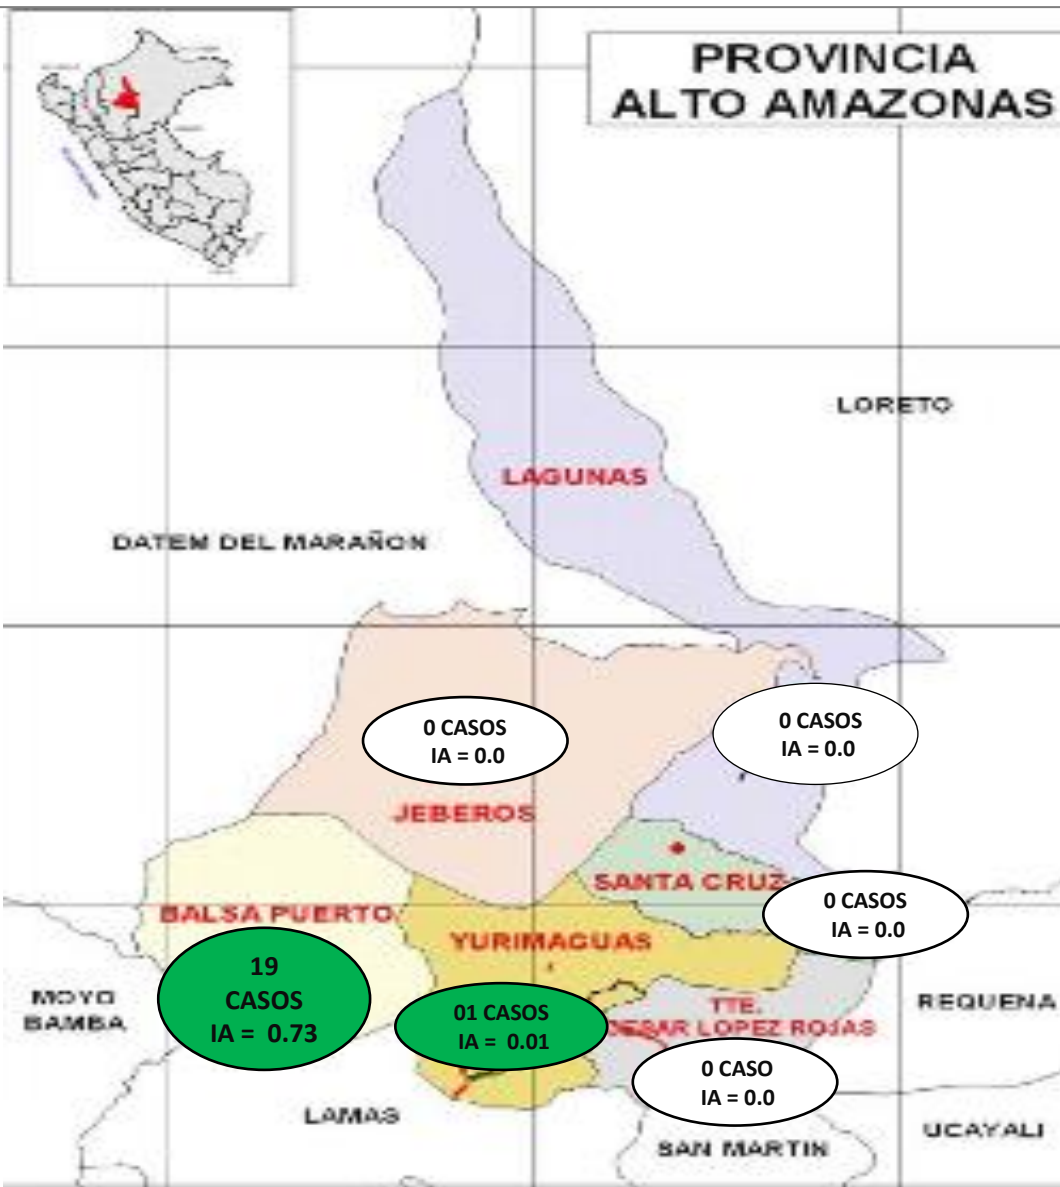 PROVINCIA
ALTO AMAZONAS
LORETO
LAGUNAS
DATEM DEL MARAÑON
0 CASOS
IA = 0.0
0 CASOS
IA = 0.0
JEBEROS
SANTA CRUZ
0 CASOS
IA = 0.0
BALSA PUERTO
YURIMAGUAS
19
CASOS
IA = 0.73
MOYO
BAMBA
01 CASOS
IA = 0.01
TTE.
CESAR LOPEZ ROJAS
REQUENA
0 CASO
IA = 0.0
LAMAS
SAN MARTIN
UCAYALI